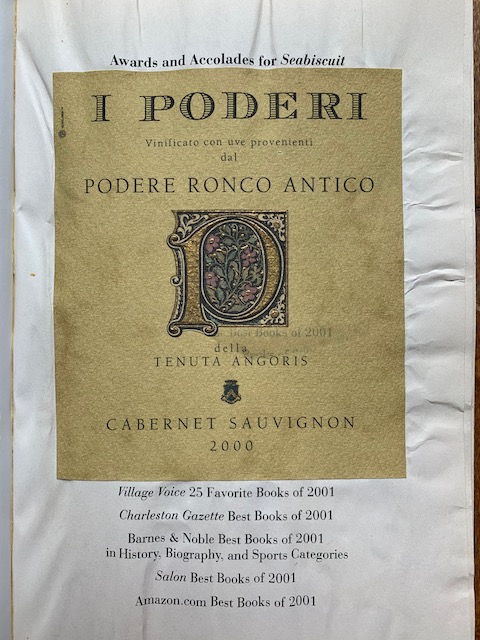 Awards and Accolades for Seabiscuit
I PODERI
Vinificato con uve provenienti
dal
PODERE RONCO ANTICO
P
Best Books of 2001
della
TENUTA ANGORIS
CABERNET SAUVIGNON
2000
Village Voice 25 Favorite Books of 2001
Charleston Gazette Best Books of 2001
Barnes & Noble Best Books of 2001
in History, Biography, and Sports Categories
Salon Best Books of 2001
Amazon.com Best Books of 2001